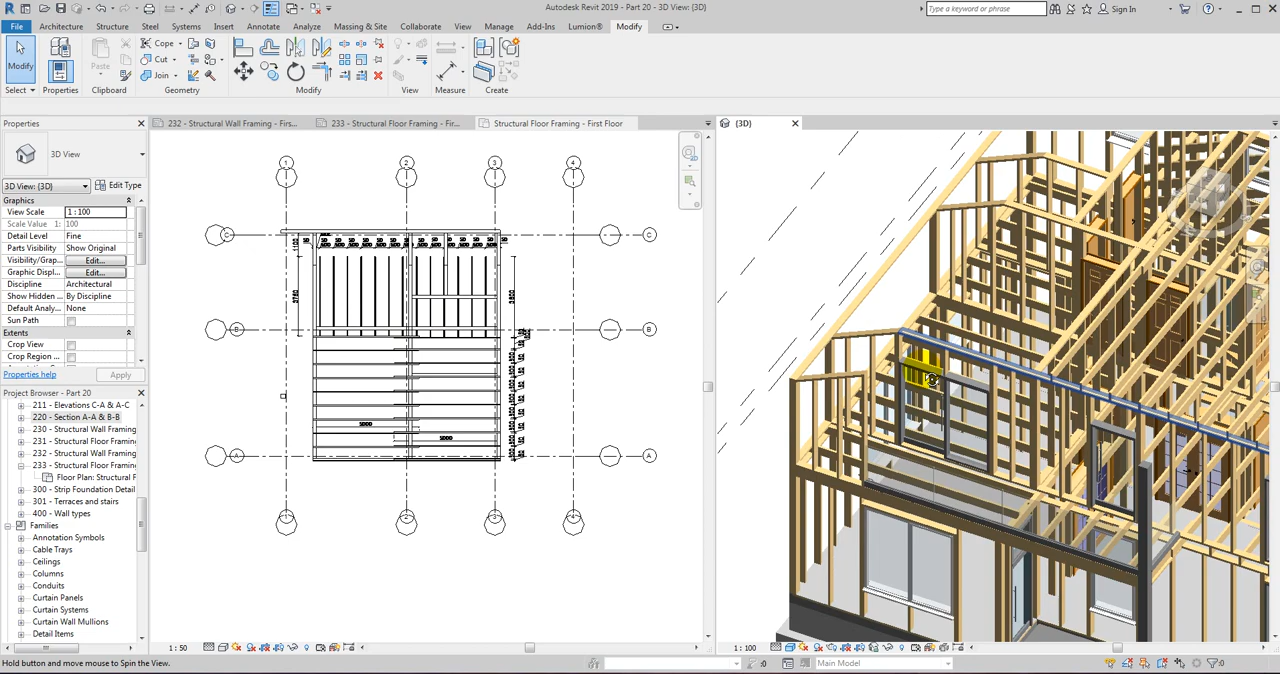 Autodesk Revit 2019 - Part 20 - 3D View: {3D}
Type a keyword or phrase
Sign In
File Architecture Structure Steel Systems Insert Annotate Analyze Massing & Site Collaborate View Manage Add-Ins Lumion® Modify
Modify
Paste
Cope
Cut
Join
Select Properties Clipboard Geometry Modify View Measure Create
Properties
232 - Structural Wall Framing - Firs...
233 - Structural Floor Framing - Fir...
Structural Floor Framing - First Floor
{3D}
3D View
3D View: {3D} Edit Type
Graphics
View Scale 1 : 100
Scale Value 1: 100
Detail Level Fine
Parts Visibility Show Original
Visibility/Grap... Edit...
Graphic Displ... Edit...
Discipline Architectural
Show Hidden ... By Discipline
Default Analy... None
Sun Path
Extents
Crop View
Crop Region ...
Properties help Apply
Project Browser - Part 20
211 - Elevations C-A & A-C
220 - Section A-A & B-B
230 - Structural Wall Framing
231 - Structural Floor Framing
232 - Structural Wall Framing
233 - Structural Floor Framing
Floor Plan: Structural F
300 - Strip Foundation Detail
301 - Terraces and stairs
400 - Wall types
Families
Annotation Symbols
Cable Trays
Ceilings
Columns
Conduits
Curtain Panels
Curtain Systems
Curtain Wall Mullions
Detail Items
1 2 3 4
C C
B B
A A
1100
3750
3800
5000
5000
1 : 50
1 : 100
Hold button and move mouse to Spin the View.
:0
Main Model
:0